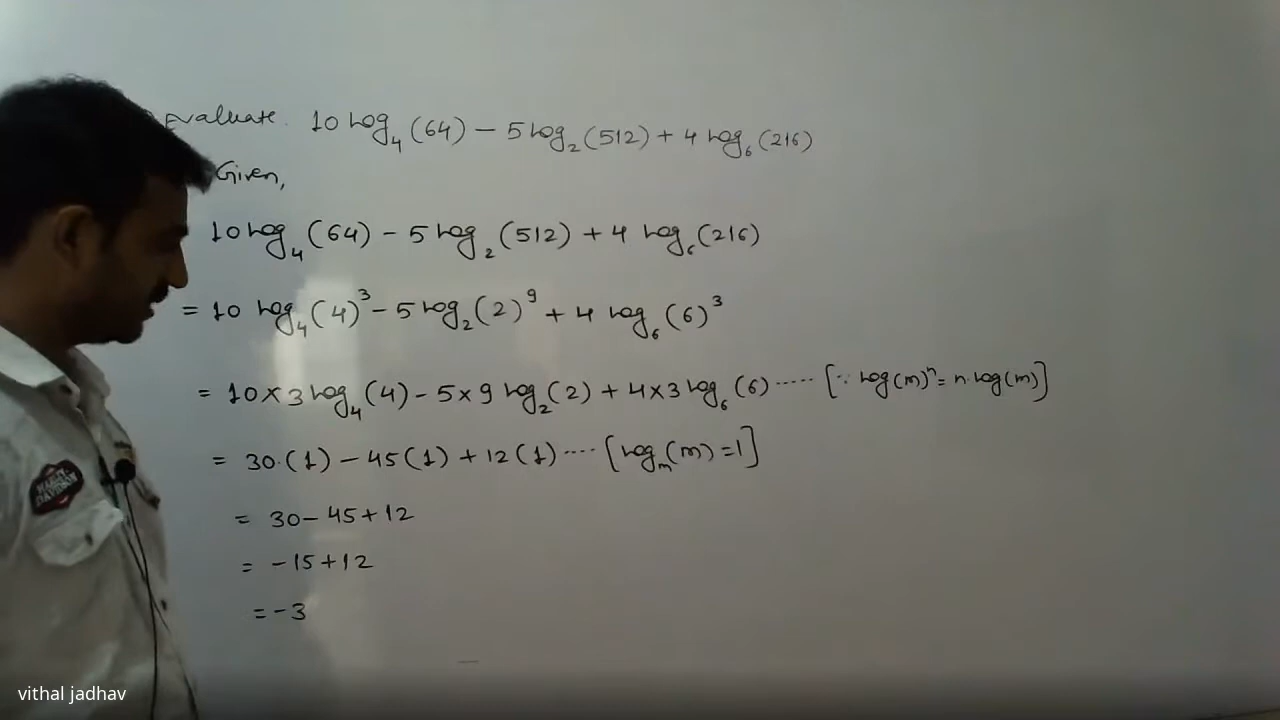 Evaluate. 10 log₄(64) − 5 log₂(512) + 4 log₆(216)
Given,
10 log₄(64) − 5 log₂(512) + 4 log₆(216)
= 10 log₄(4)³ − 5 log₂(2)⁹ + 4 log₆(6)³
= 10×3 log₄(4) − 5×9 log₂(2) + 4×3 log₆(6) ..... [∵ log(m)ⁿ = n·log(m)]
= 30·(1) − 45(1) + 12(1) .... [logₘ(m) = 1]
= 30 − 45 + 12
= −15 + 12
= −3
vithal jadhav